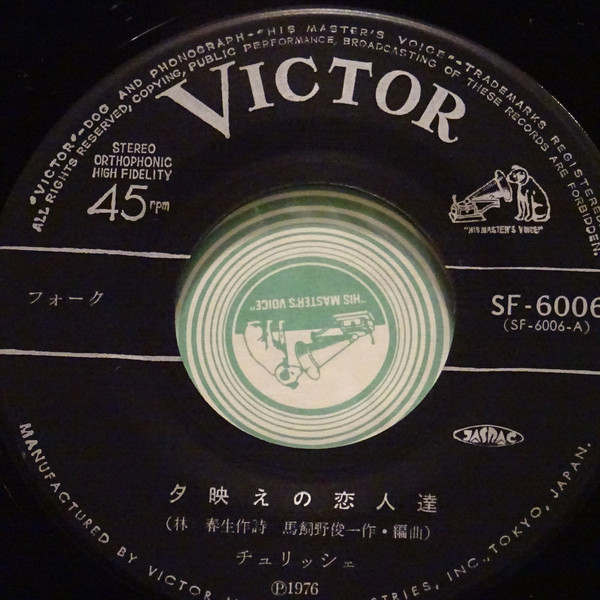 "VICTOR"-DOG AND PHONOGRAPH-"HIS MASTER'S VOICE"-TRADEMARKS REGISTERED
ALL RIGHTS RESERVED, COPYING, PUBLIC PERFORMANCE, BROADCASTING OF THESE RECORDS ARE FORBIDDEN.
VICTOR
STEREO
ORTHOPHONIC
HIGH FIDELITY
45rpm
"HIS MASTER'S VOICE"
フォーク
"HIS MASTER'S VOICE"
SF-6006
(SF-6006-A)
JASRAC
夕映えの恋人達
(林 春生作詩 馬飼野俊一作・編曲)
チュリッシェ
Ⓟ1976
MANUFACTURED BY VICTOR INC., TOKYO, JAPAN.